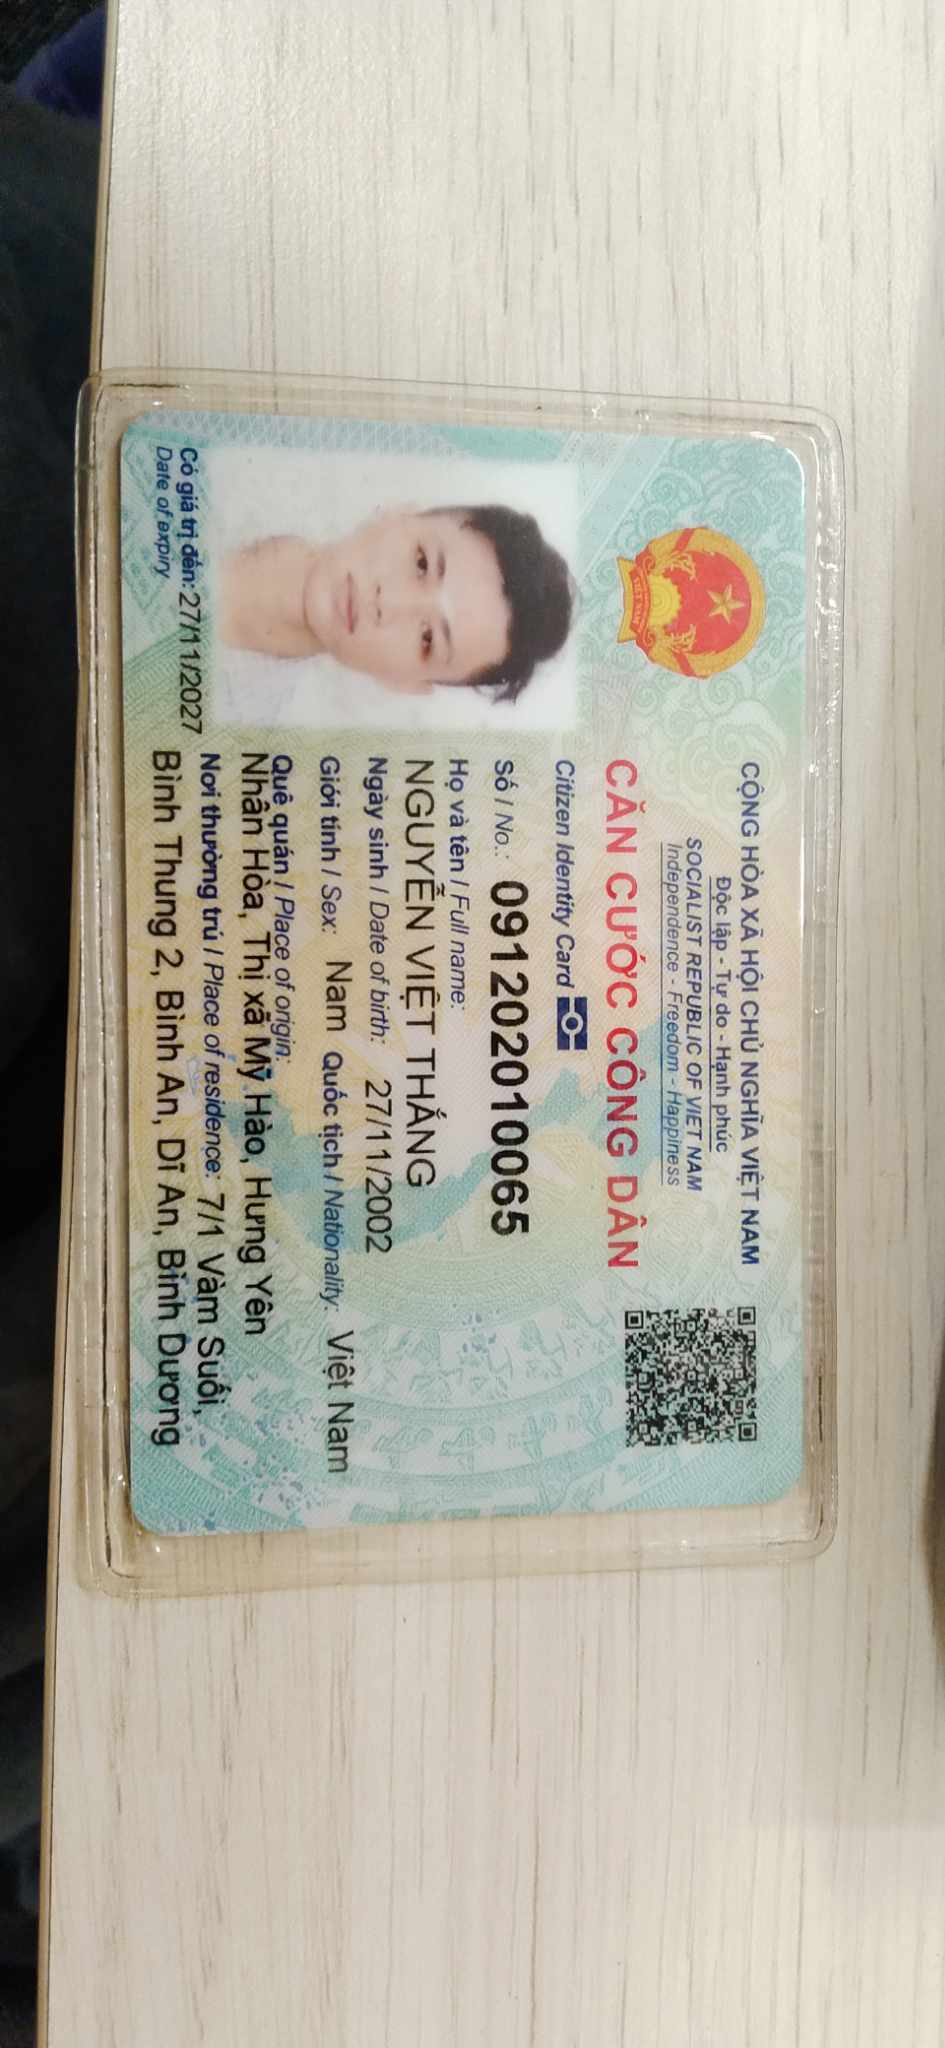 CỘNG HÒA XÃ HỘI CHỦ NGHĨA VIỆT NAM
Độc lập - Tự do - Hạnh phúc
SOCIALIST REPUBLIC OF VIET NAM
Independence - Freedom - Happiness
CĂN CƯỚC CÔNG DÂN
Citizen Identity Card
Số / No.: 091202010065
Họ và tên / Full name:
NGUYỄN VIỆT THẮNG
Ngày sinh / Date of birth: 27/11/2002
Giới tính / Sex: Nam Quốc tịch / Nationality: Việt Nam
Quê quán / Place of origin:
Nhân Hòa, Thị xã Mỹ Hào, Hưng Yên
Nơi thường trú / Place of residence: 7/1 Vàm Suối,
Bình Thung 2, Bình An, Dĩ An, Bình Dương
Có giá trị đến: 27/11/2027
Date of expiry
VIỆT NAM